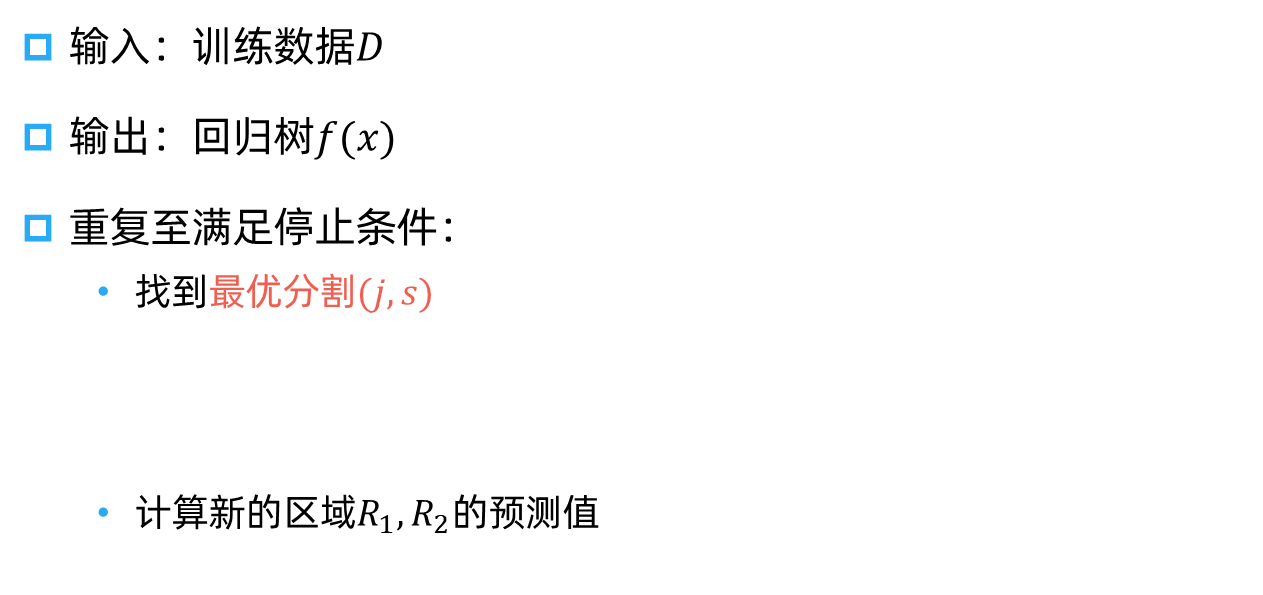 输入：训练数据D
输出：回归树f(x)
重复至满足停止条件：
• 找到最优分割(j, s)
• 计算新的区域R₁, R₂的预测值